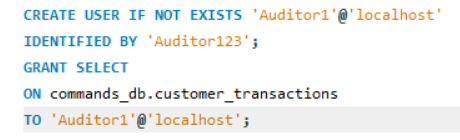 CREATE USER IF NOT EXISTS 'Auditor1'@'localhost'
IDENTIFIED BY 'Auditor123';
GRANT SELECT
ON commands_db.customer_transactions
TO 'Auditor1'@'localhost';